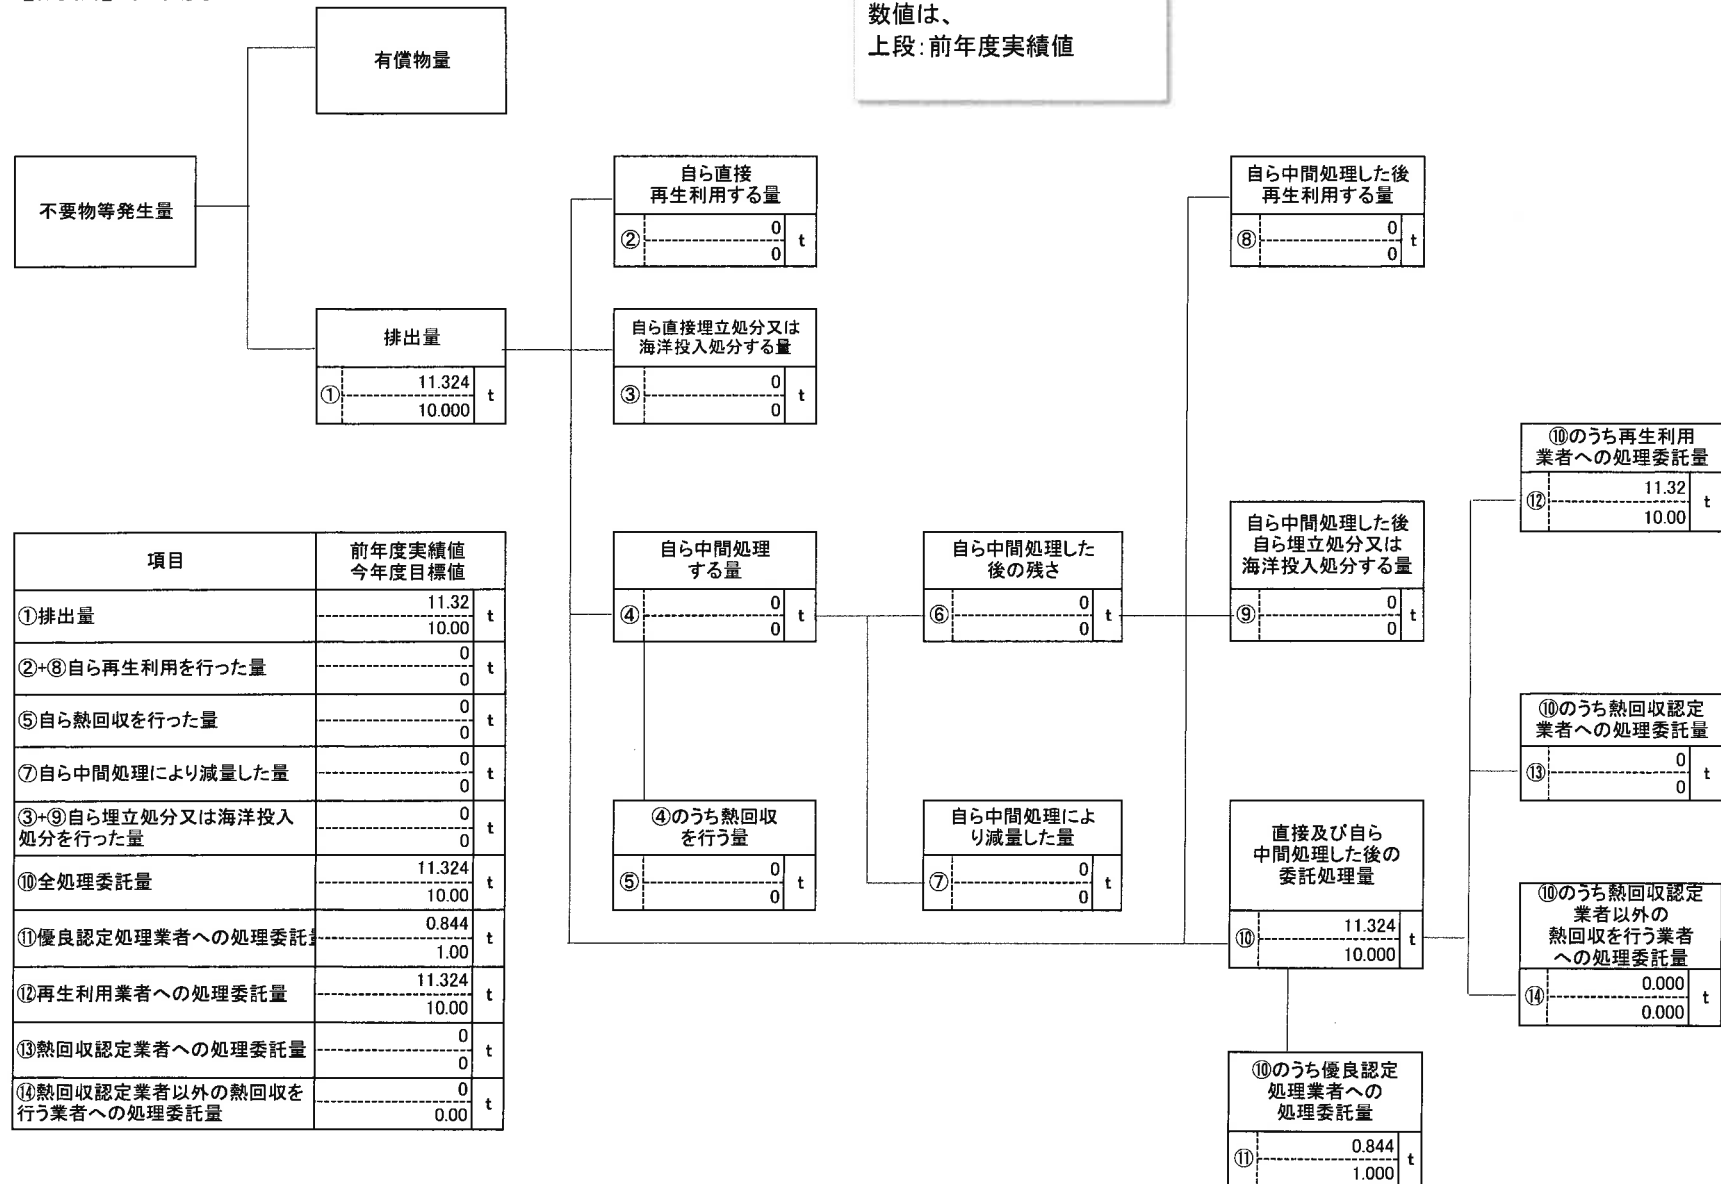 数値は、
上段：前年度実績値
有償物量
不要物等発生量
排出量
① 11.324 t
10.000
自ら直接
再生利用する量
② 0 t
0
自ら直接埋立処分又は
海洋投入処分する量
③ 0 t
0
自ら中間処理した後
再生利用する量
⑧ 0 t
0
自ら中間処理
する量
④ 0 t
0
自ら中間処理した
後の残さ
⑥ 0 t
0
自ら中間処理した後
自ら埋立処分又は
海洋投入処分する量
⑨ 0 t
0
④のうち熱回収
を行う量
⑤ 0 t
0
自ら中間処理によ
り減量した量
⑦ 0 t
0
直接及び自ら
中間処理した後の
委託処理量
⑩ 11.324 t
10.000
⑩のうち優良認定
処理業者への
処理委託量
⑪ 0.844 t
1.000
⑩のうち再生利用
業者への処理委託量
⑫ 11.32 t
10.00
⑩のうち熱回収認定
業者への処理委託量
⑬ 0 t
0
⑩のうち熱回収認定
業者以外の
熱回収を行う業者
への処理委託量
⑭ 0.000 t
0.000
項目 前年度実績値
今年度目標値
①排出量 11.32 t
10.00
②+⑧自ら再生利用を行った量 0 t
0
⑤自ら熱回収を行った量 0 t
0
⑦自ら中間処理により減量した量 0 t
0
③+⑨自ら埋立処分又は海洋投入
処分を行った量 0 t
0
⑩全処理委託量 11.324 t
10.00
⑪優良認定処理業者への処理委託 0.844 t
1.00
⑫再生利用業者への処理委託量 11.324 t
10.00
⑬熱回収認定業者への処理委託量 0 t
0
⑭熱回収認定業者以外の熱回収を
行う業者への処理委託量 0 t
0.00